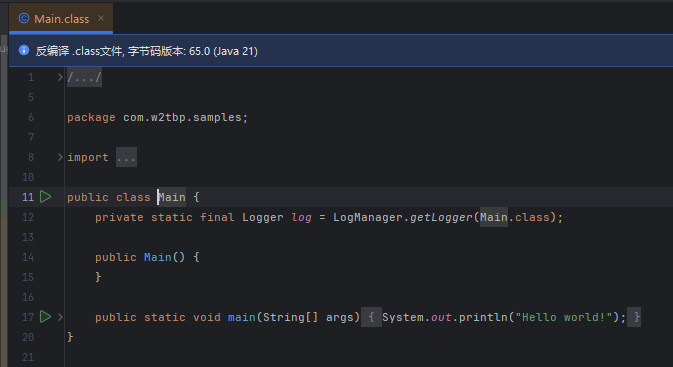 Main.class
反编译 .class文件, 字节码版本: 65.0 (Java 21)
1 /.../
5
6 package com.w2tbp.samples;
7
8 import ...
10
11 public class Main {
12 private static final Logger log = LogManager.getLogger(Main.class);
13
14 public Main() {
15 }
16
17 public static void main(String[] args) { System.out.println("Hello world!"); }
20 }
21